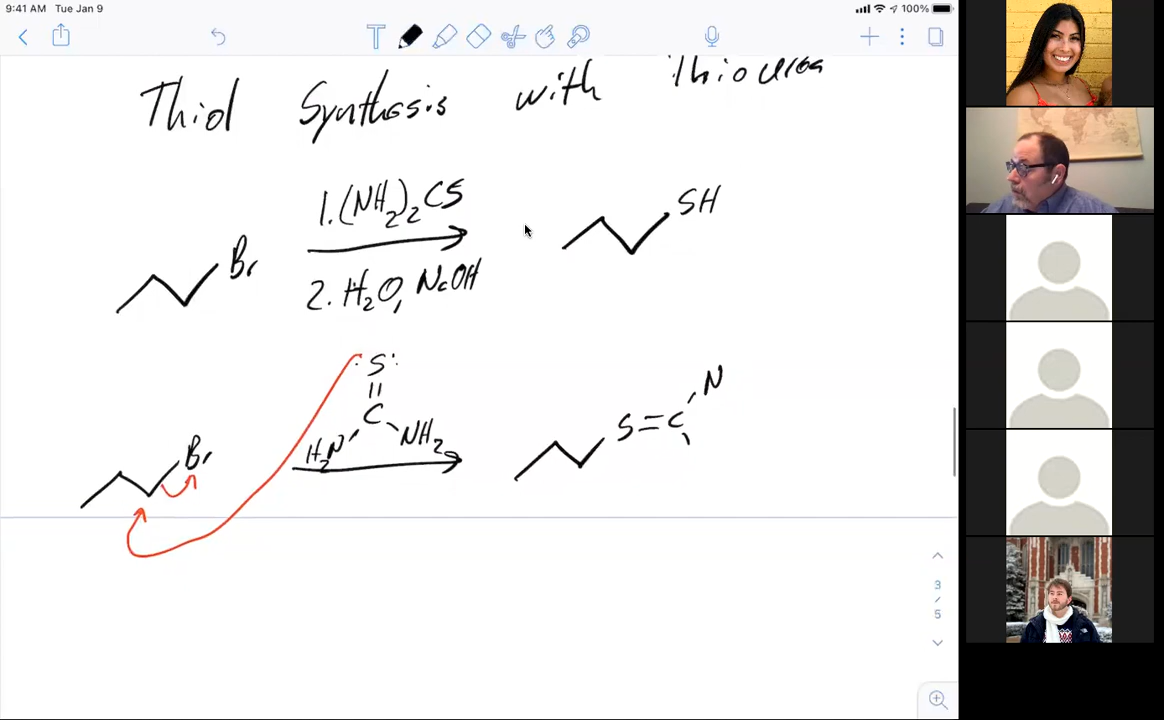 9:41 AM Tue Jan 9
100%
Thiol Synthesis with Thiourea
1. (NH2)2CS
Br
SH
2. H2O, NaOH
:S:
||
C
H2N NH2
Br
S=C
N
3
/
5